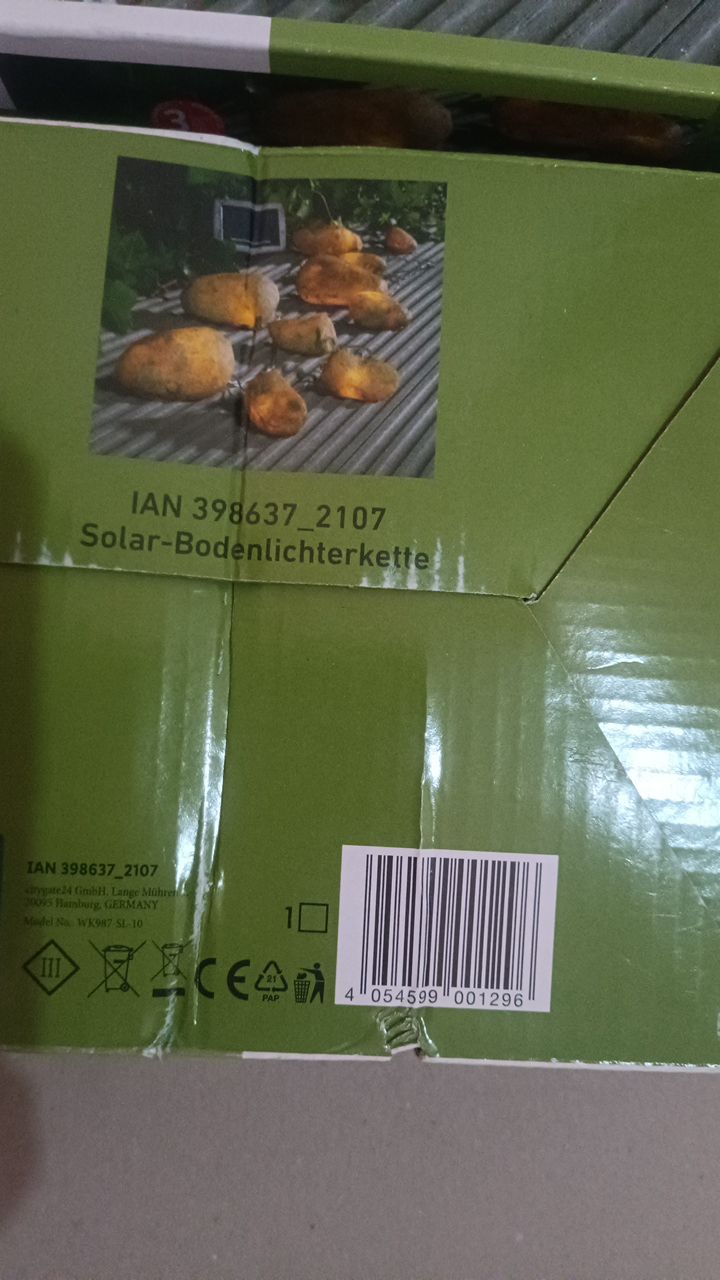 3
IAN 398637_2107
Solar-Bodenlichterkette
IAN 398637_2107
citygate24 GmbH, Lange Mühren
20095 Hamburg, GERMANY
Model No.: WK987-SL-10
1
III
CE
21
PAP
4 054599 001296